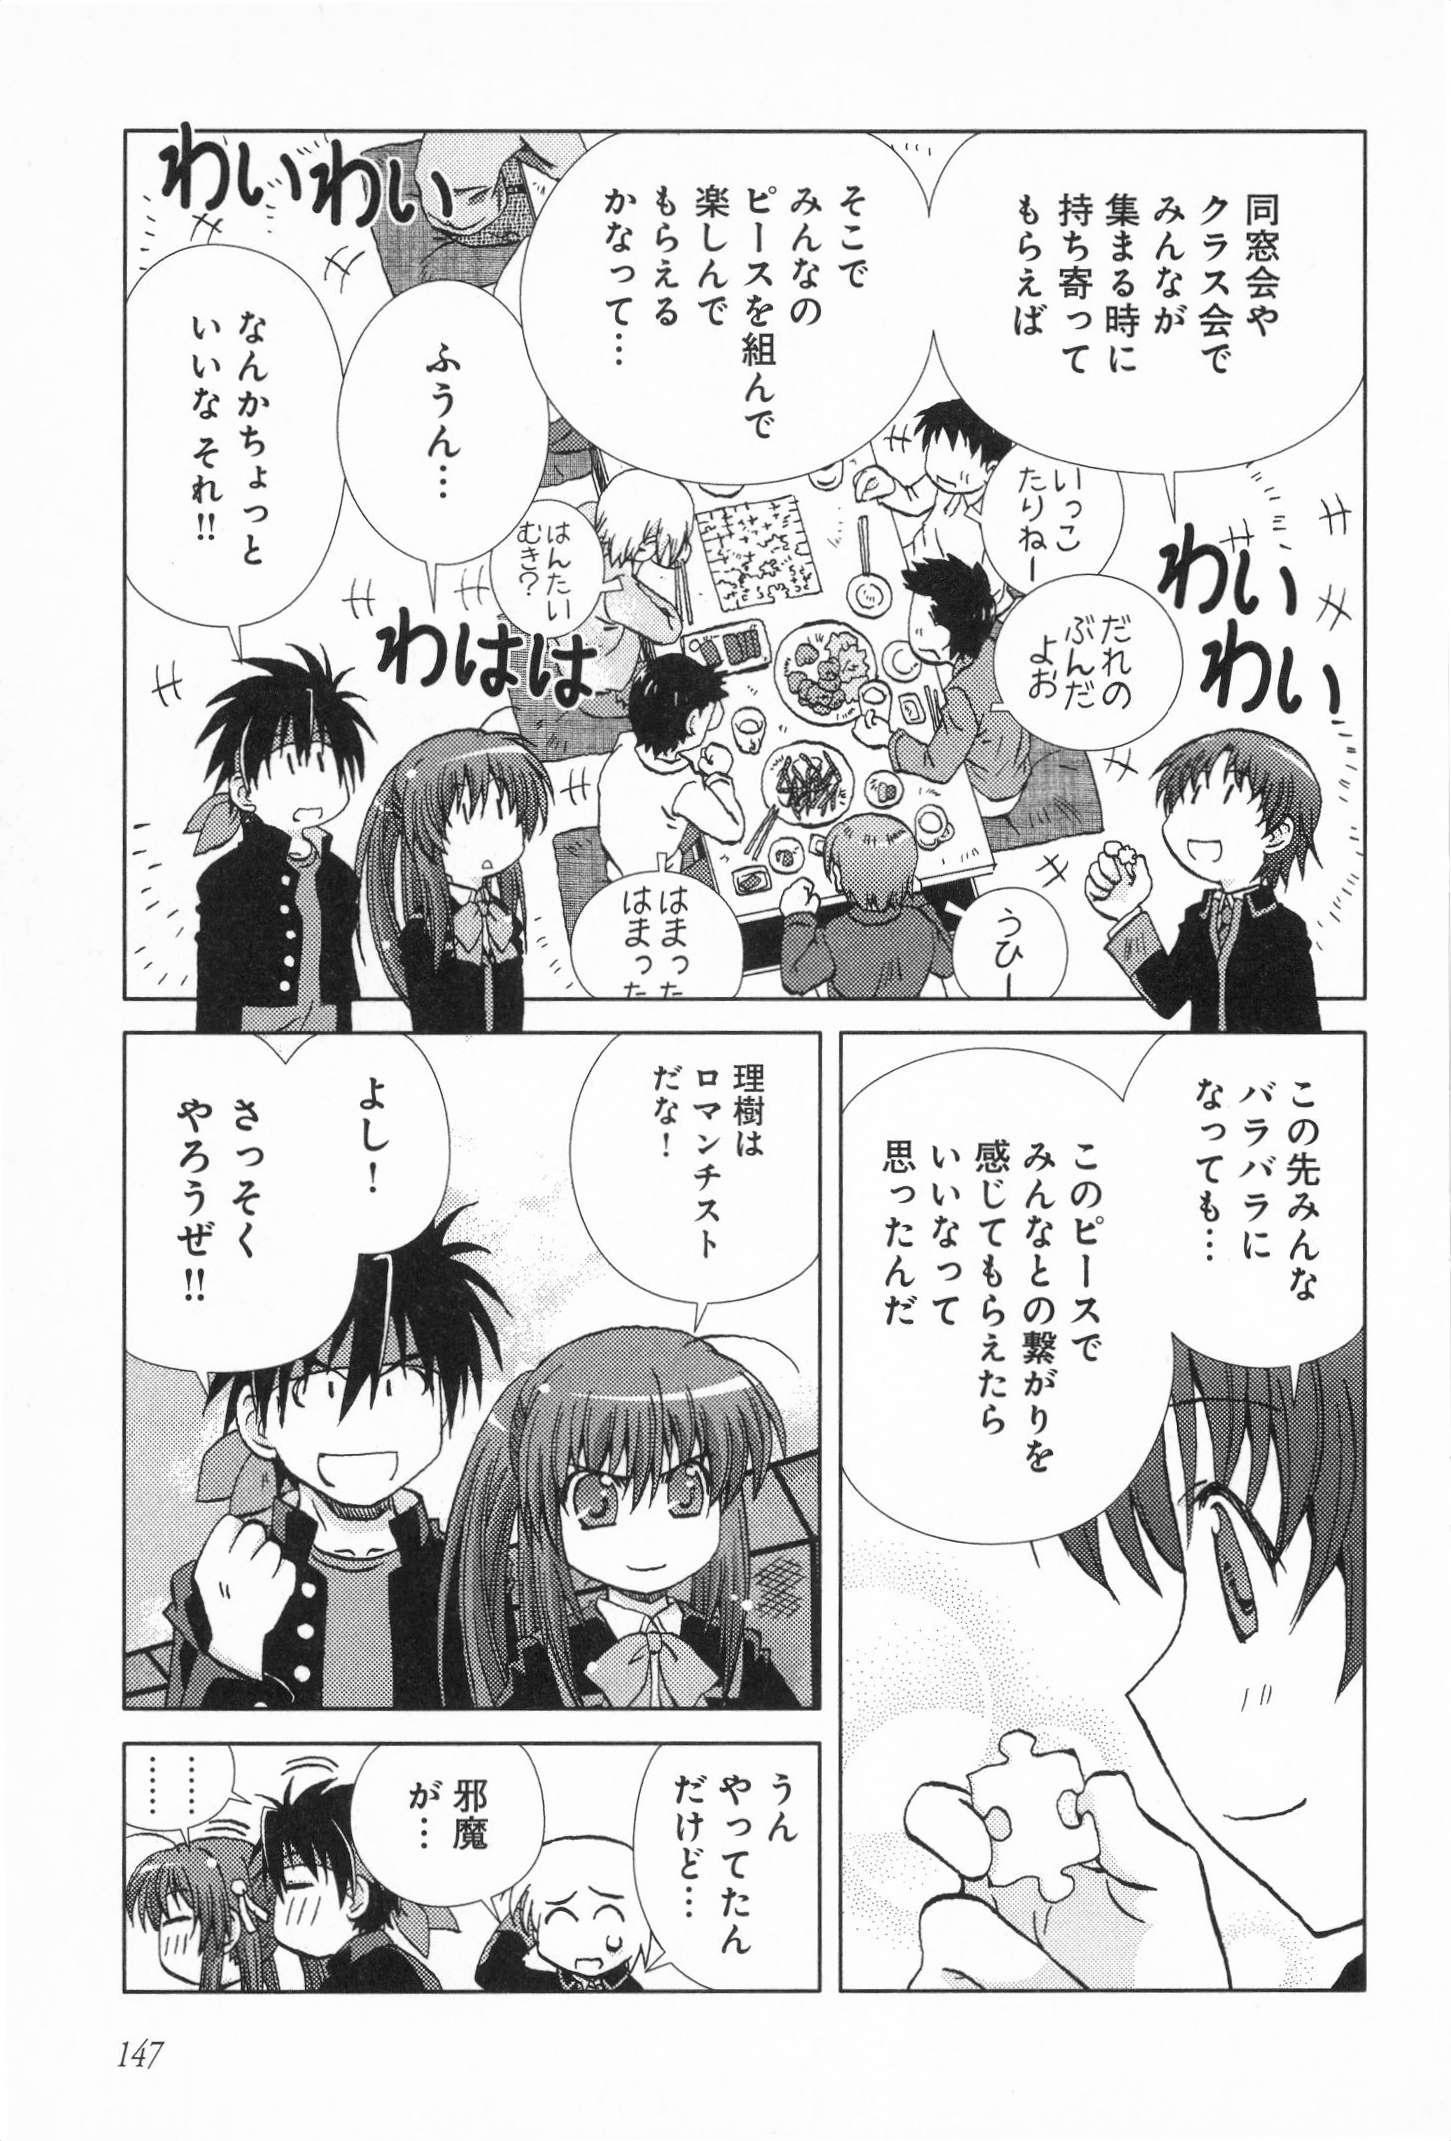 同窓会や
クラス会で
みんなが
集まる時に
持ち寄って
もらえば
そこで
みんなの
ピースを組んで
楽しんで
もらえる
かなって…
ふうん…
なんかちょっと
いいな それ!!
わいわい
わいわい
わはは
いっこ
たりねー
だれの
ぶんだ
よお
はんたい
むき?
はまっ
はまった
うひー
この先みんな
バラバラに
なっても…
このピースで
みんなとの繋がりを
感じてもらえたら
いいなって
思ったんだ
理樹は
ロマンチスト
だな!
よし!
さっそく
やろうぜ!!
うん
やってたん
だけど…
邪魔
が…
……
……
147